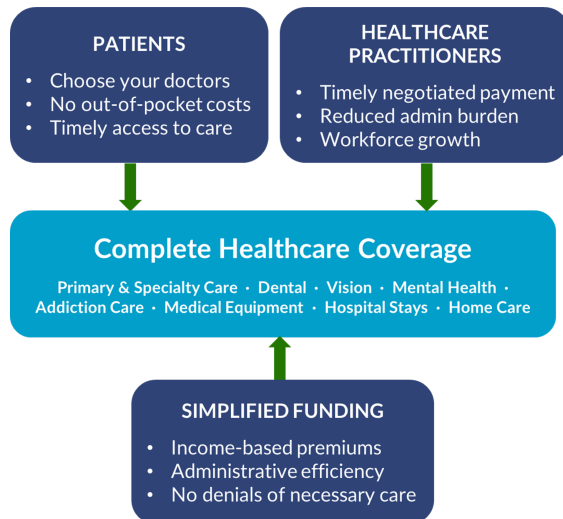 PATIENTS
• Choose your doctors
• No out-of-pocket costs
• Timely access to care
HEALTHCARE
PRACTITIONERS
• Timely negotiated payment
• Reduced admin burden
• Workforce growth
Complete Healthcare Coverage
Primary & Specialty Care · Dental · Vision · Mental Health ·
Addiction Care · Medical Equipment · Hospital Stays · Home Care
SIMPLIFIED FUNDING
• Income-based premiums
• Administrative efficiency
• No denials of necessary care